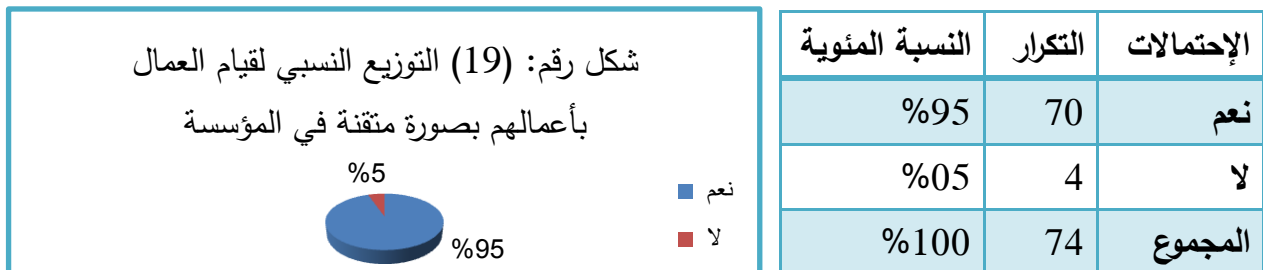 الإحتمالات التكرار النسبة المئوية
نعم 70 %95
لا 4 %05
المجموع 74 %100
شكل رقم: (19) التوزيع النسبي لقيام العمال
بأعمالهم بصورة متقنة في المؤسسة
%5
%95
نعم
لا